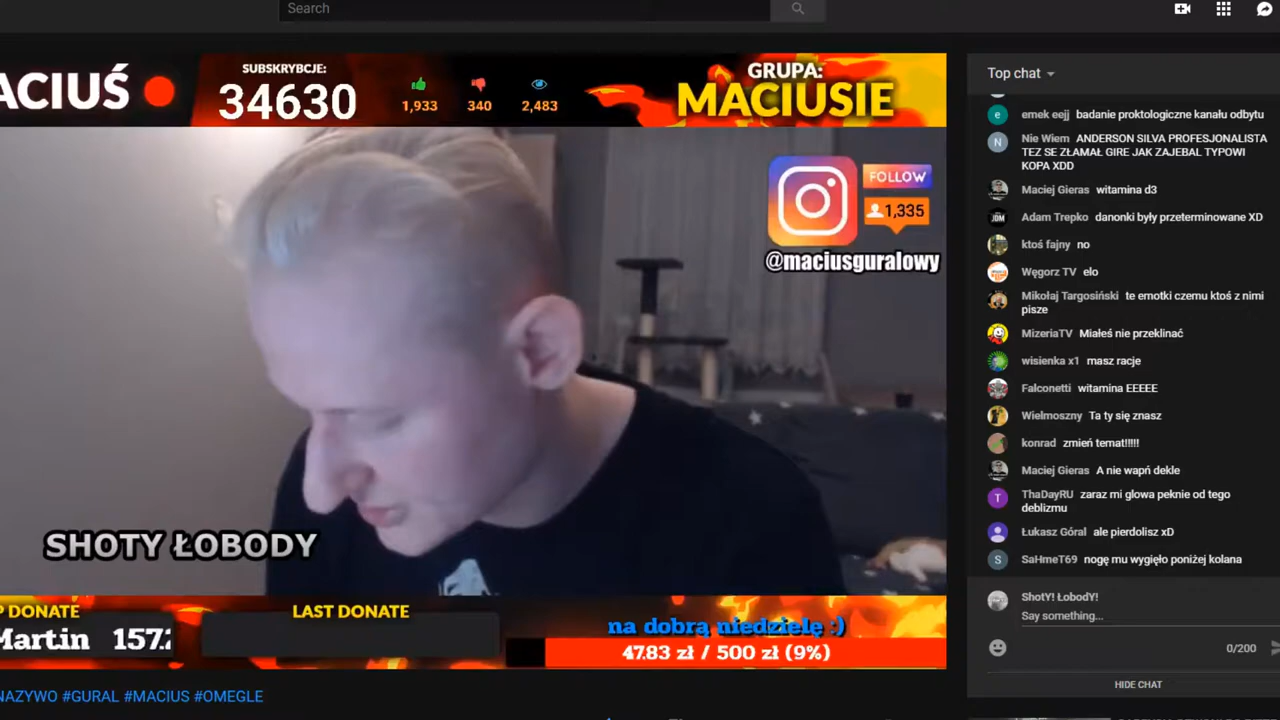 Search
ACIUŚ
SUBSKRYBCJE:
34630
1,933
340
2,483
GRUPA:
MACIUSIE
FOLLOW
1,335
@maciusguralowy
SHOTY ŁOBODY
P DONATE
Martin 157.2
LAST DONATE
na dobrą niedzielę :)
47.83 zł / 500 zł (9%)
NAZYWO #GURAL #MACIUS #OMEGLE
Top chat
e
emek eejj badanie proktologiczne kanału odbytu
N
Nie Wiem ANDERSON SILVA PROFESJONALISTA
TEZ SE ZŁAMAŁ GIRE JAK ZAJEBAL TYPOWI
KOPA XDD
Maciej Gieras witamina d3
JDM
Adam Trepko danonki były przeterminowane XD
ktoś fajny no
Węgorz TV elo
Mikołaj Targosiński te emotki czemu ktoś z nimi
pisze
MizeriaTV Miałeś nie przeklinać
wisienka x1 masz racje
Falconetti witamina EEEEE
Wielmoszny Ta ty się znasz
konrad zmień temat!!!!!
Maciej Gieras A nie wapń dekle
T
ThaDayRU zaraz mi glowa peknie od tego
deblizmu
Łukasz Góral ale pierdolisz xD
S
SaHmeT69 nogę mu wygięło poniżej kolana
ShotY! ŁobodY!
Say something...
0/200
HIDE CHAT